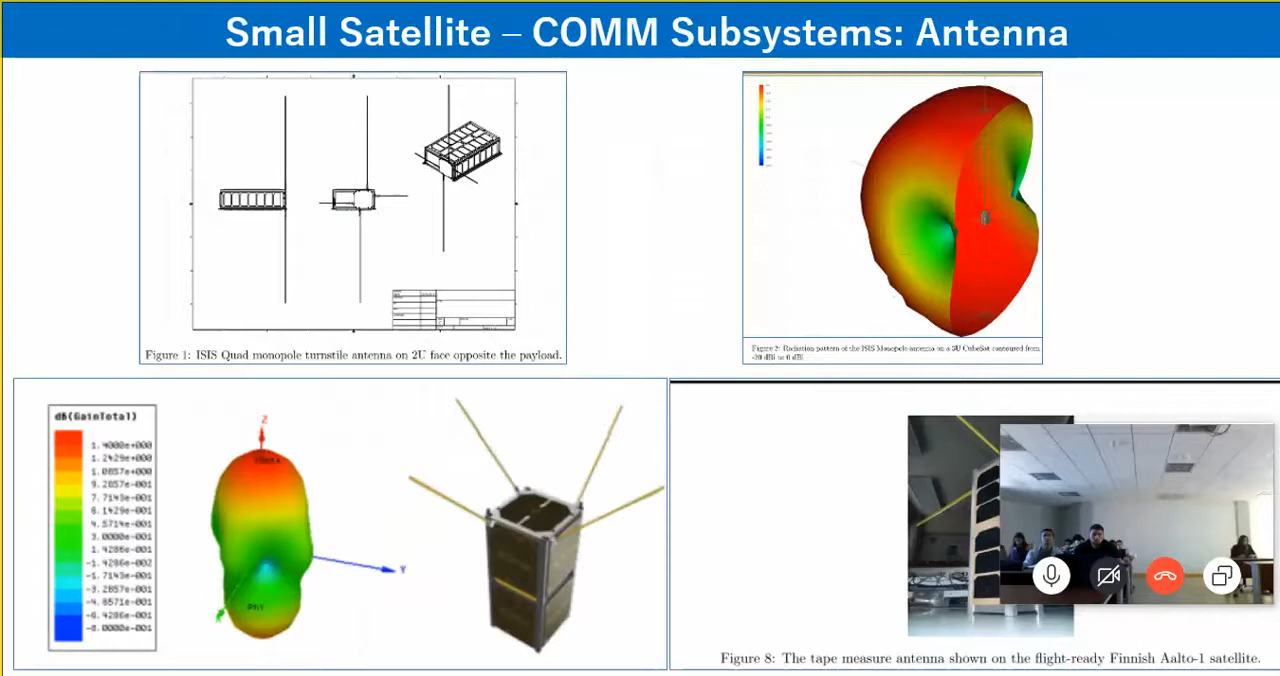 Small Satellite – COMM Subsystems: Antenna
Figure 1: ISIS Quad monopole turnstile antenna on 2U face opposite the payload.
Figure 2: Radiation pattern of the ISIS Monopole antenna on a 3U CubeSat contoured from
-20 dBi to 0 dBi
dB(GainTotal)
1.4000e+000
1.2429e+000
1.0857e+000
9.2857e-001
7.7143e-001
6.1429e-001
4.5714e-001
3.0000e-001
1.4286e-002
-1.7143e-001
-3.2857e-001
-4.8571e-001
-6.4286e-001
-8.0000e-001
Z
Theta
Y
Phi
X
Figure 8: The tape measure antenna shown on the flight-ready Finnish Aalto-1 satellite.